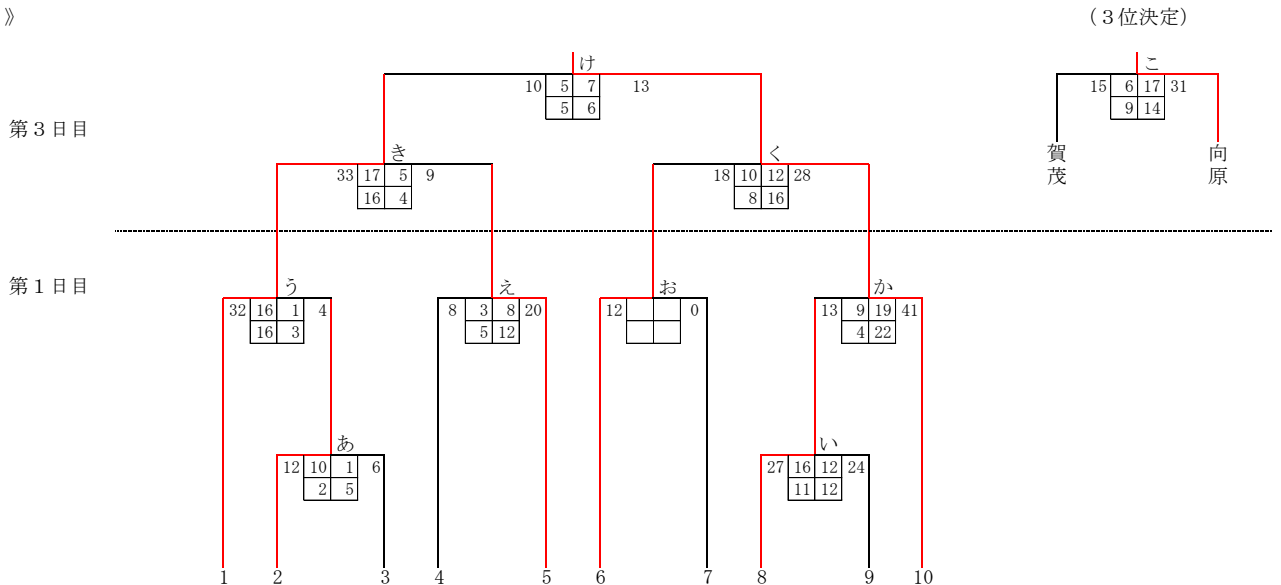 》
(３位決定)
け
こ
10 5 7 13
5 6
15 6 17 31
9 14
第３日目
賀茂
向原
き
く
33 17 5 9
16 4
18 10 12 28
8 16
第１日目
う
え
お
か
32 16 1 4
16 3
8 3 8 20
5 12
12 0
13 9 19 41
4 22
あ
い
12 10 1 6
2 5
27 16 12 24
11 12
1 2 3 4 5 6 7 8 9 10